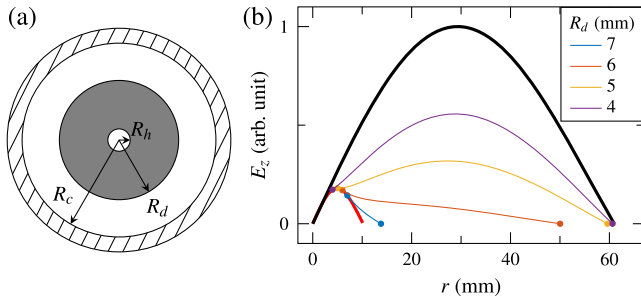 (a)
R_h
R_c
R_d
(b)
R_d (mm)
7
6
5
4
1
0
E_z (arb. unit)
0 20 40 60
r (mm)